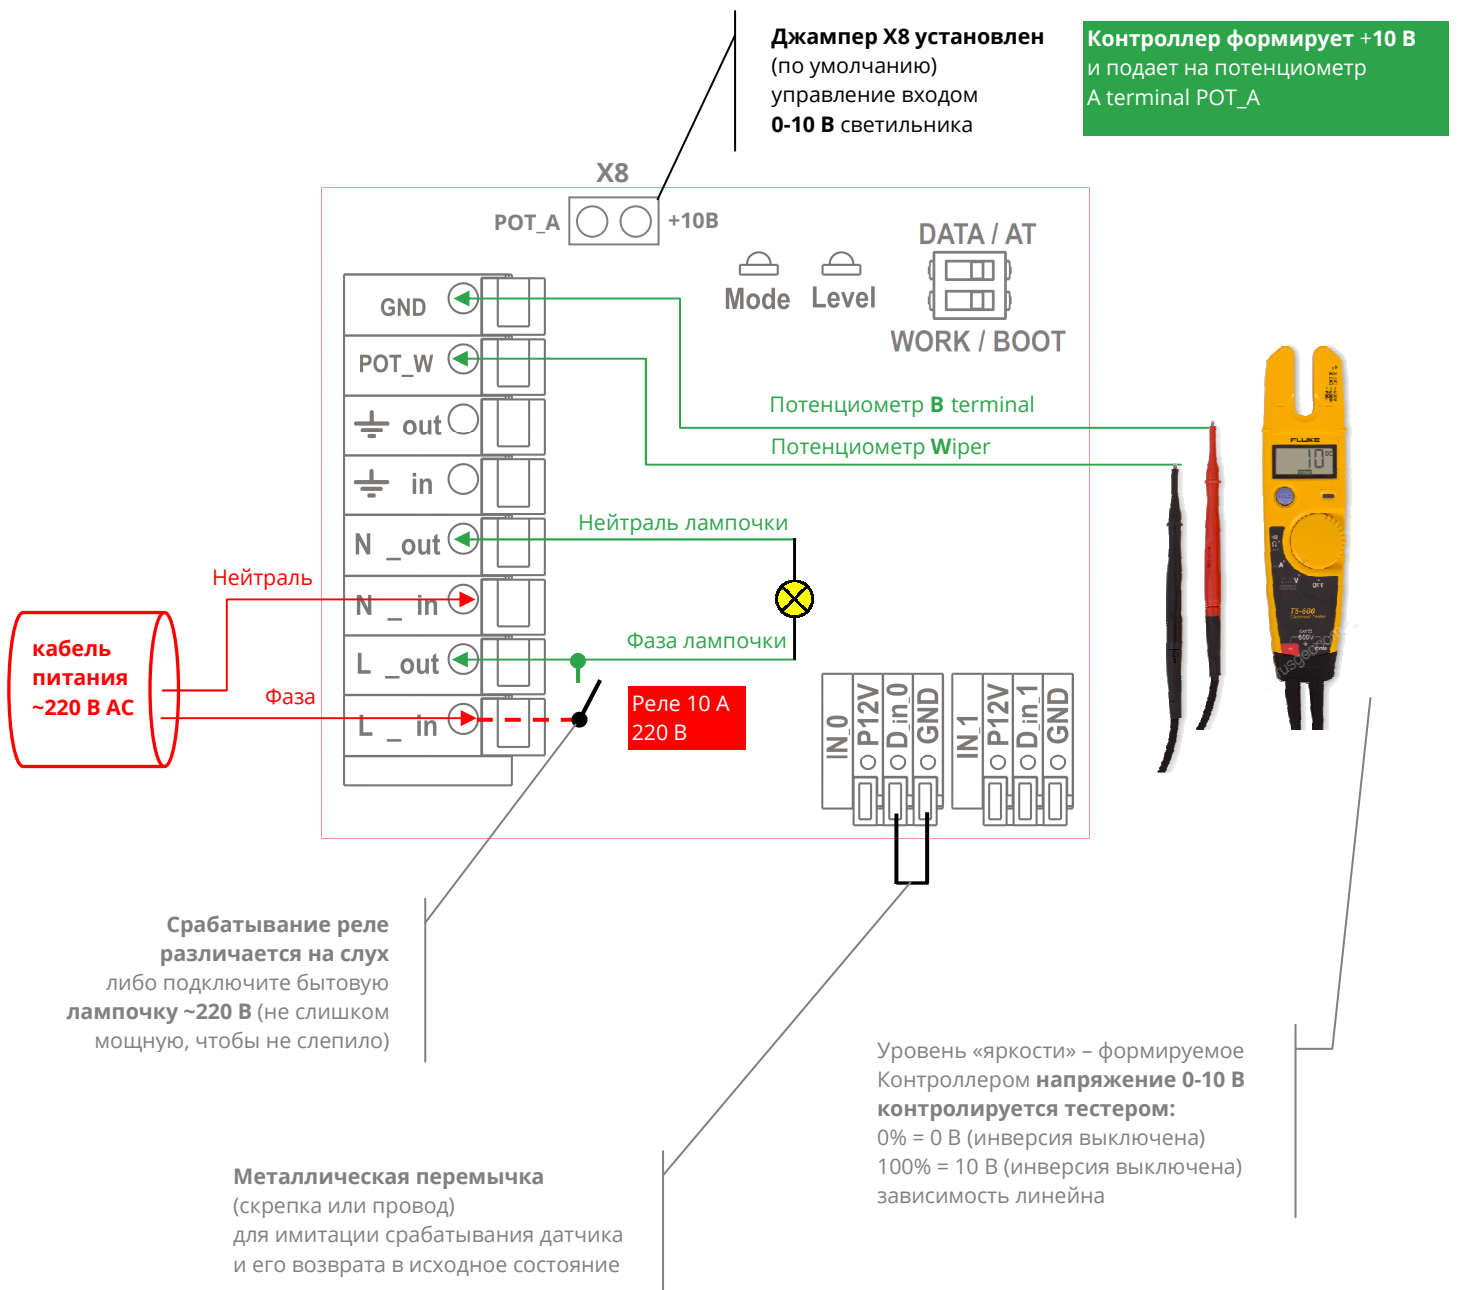 Джампер X8 установлен
(по умолчанию)
управление входом
0-10 В светильника
Контроллер формирует +10 В
и подает на потенциометр
A terminal POT_A
X8
POT_A
+10В
DATA / AT
Mode
Level
WORK / BOOT
GND
POT_W
out
in
N _out
N _ in
L _out
L _ in
Потенциометр B terminal
Потенциометр Wiper
Нейтраль лампочки
Фаза лампочки
Нейтраль
Фаза
кабель
питания
~220 В АС
Реле 10 А
220 В
IN_0
P12V
D_in_0
GND
IN_1
P12V
D_in_1
GND
FLUKE
10
T5-600
Срабатывание реле
различается на слух
либо подключите бытовую
лампочку ~220 В (не слишком
мощную, чтобы не слепило)
Уровень «яркости» – формируемое
Контроллером напряжение 0-10 В
контролируется тестером:
0% = 0 В (инверсия выключена)
100% = 10 В (инверсия выключена)
зависимость линейна
Металлическая перемычка
(скрепка или провод)
для имитации срабатывания датчика
и его возврата в исходное состояние